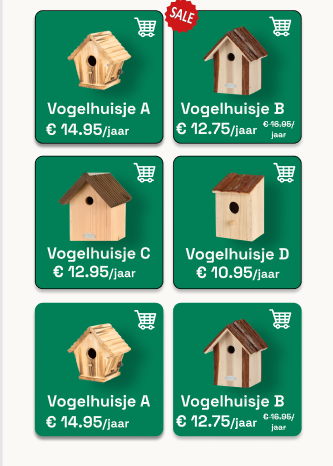 SALE
Vogelhuisje A
€ 14.95/jaar
Vogelhuisje B
€ 12.75/jaar € 16.95/
jaar
Vogelhuisje C
€ 12.95/jaar
Vogelhuisje D
€ 10.95/jaar
Vogelhuisje A
€ 14.95/jaar
Vogelhuisje B
€ 12.75/jaar € 16.95/
jaar